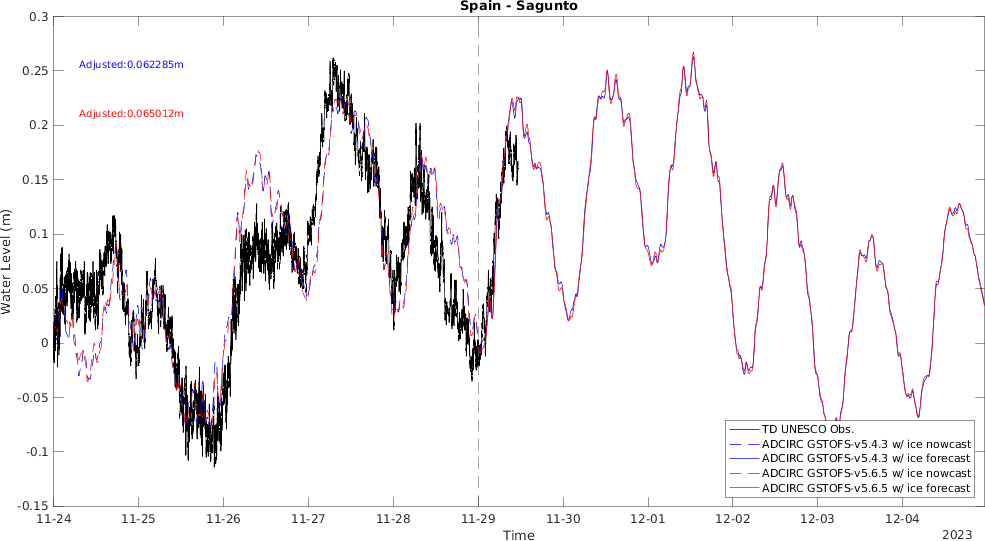 Spain - Sagunto
0.3
0.25
0.2
0.15
0.1
0.05
0
-0.05
-0.1
-0.15
Water Level (m)
Adjusted:0.062285m
Adjusted:0.065012m
TD UNESCO Obs.
ADCIRC GSTOFS-v5.4.3 w/ ice nowcast
ADCIRC GSTOFS-v5.4.3 w/ ice forecast
ADCIRC GSTOFS-v5.6.5 w/ ice nowcast
ADCIRC GSTOFS-v5.6.5 w/ ice forecast
11-24 11-25 11-26 11-27 11-28 11-29 11-30 12-01 12-02 12-03 12-04
Time
2023